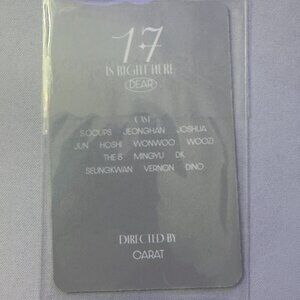 17
IS RIGHT HERE
DEAR
CAST
S.COUPS JEONGHAN JOSHUA
JUN HOSHI WONWOO WOOZI
THE 8 MINGYU DK
SEUNGKWAN VERNON DINO
DIRECTED BY
CARAT